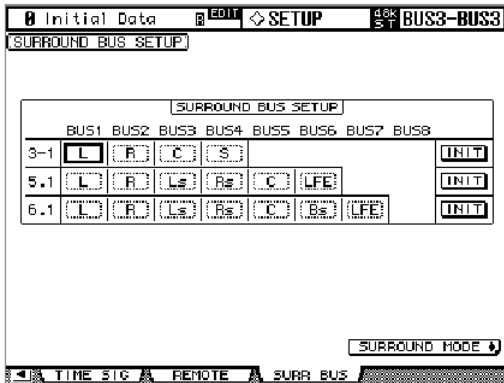 0 Initial Data R EDIT ◇SETUP 48K ST BUS3-BUS3
SURROUND BUS SETUP
SURROUND BUS SETUP
BUS1 BUS2 BUS3 BUS4 BUS5 BUS6 BUS7 BUS8
3-1 L R C S INIT
5.1 L R Ls Rs C LFE INIT
6.1 L R Ls Rs C Bs LFE INIT
SURROUND MODE
TIME SIG REMOTE SURR BUS